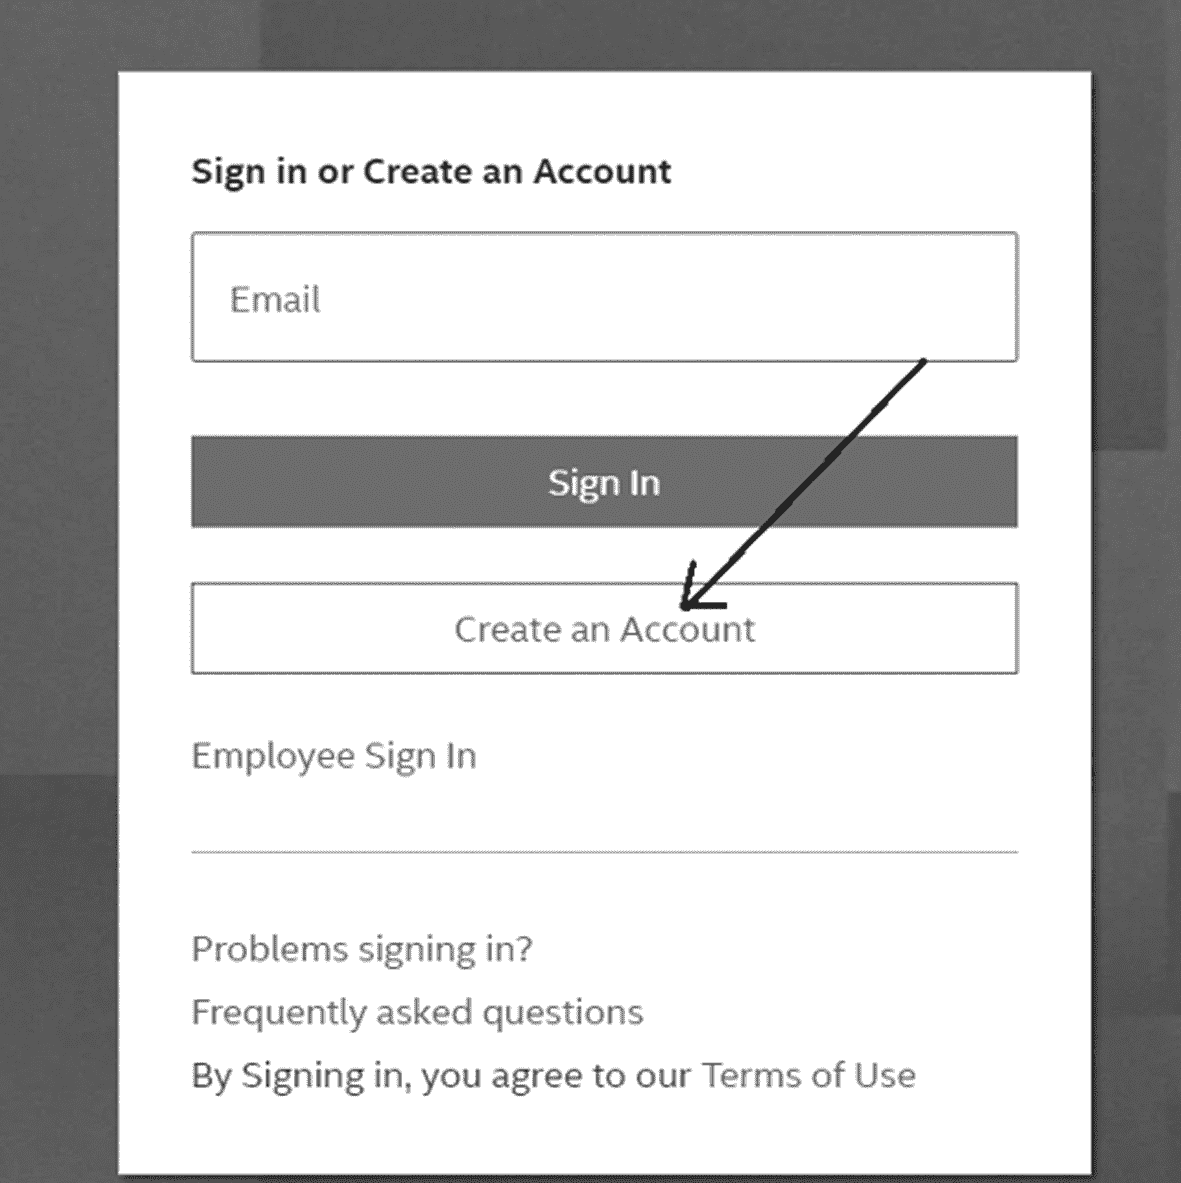 Sign in or Create an Account
Email
Sign In
Create an Account
Employee Sign In
Problems signing in?
Frequently asked questions
By Signing in, you agree to our Terms of Use